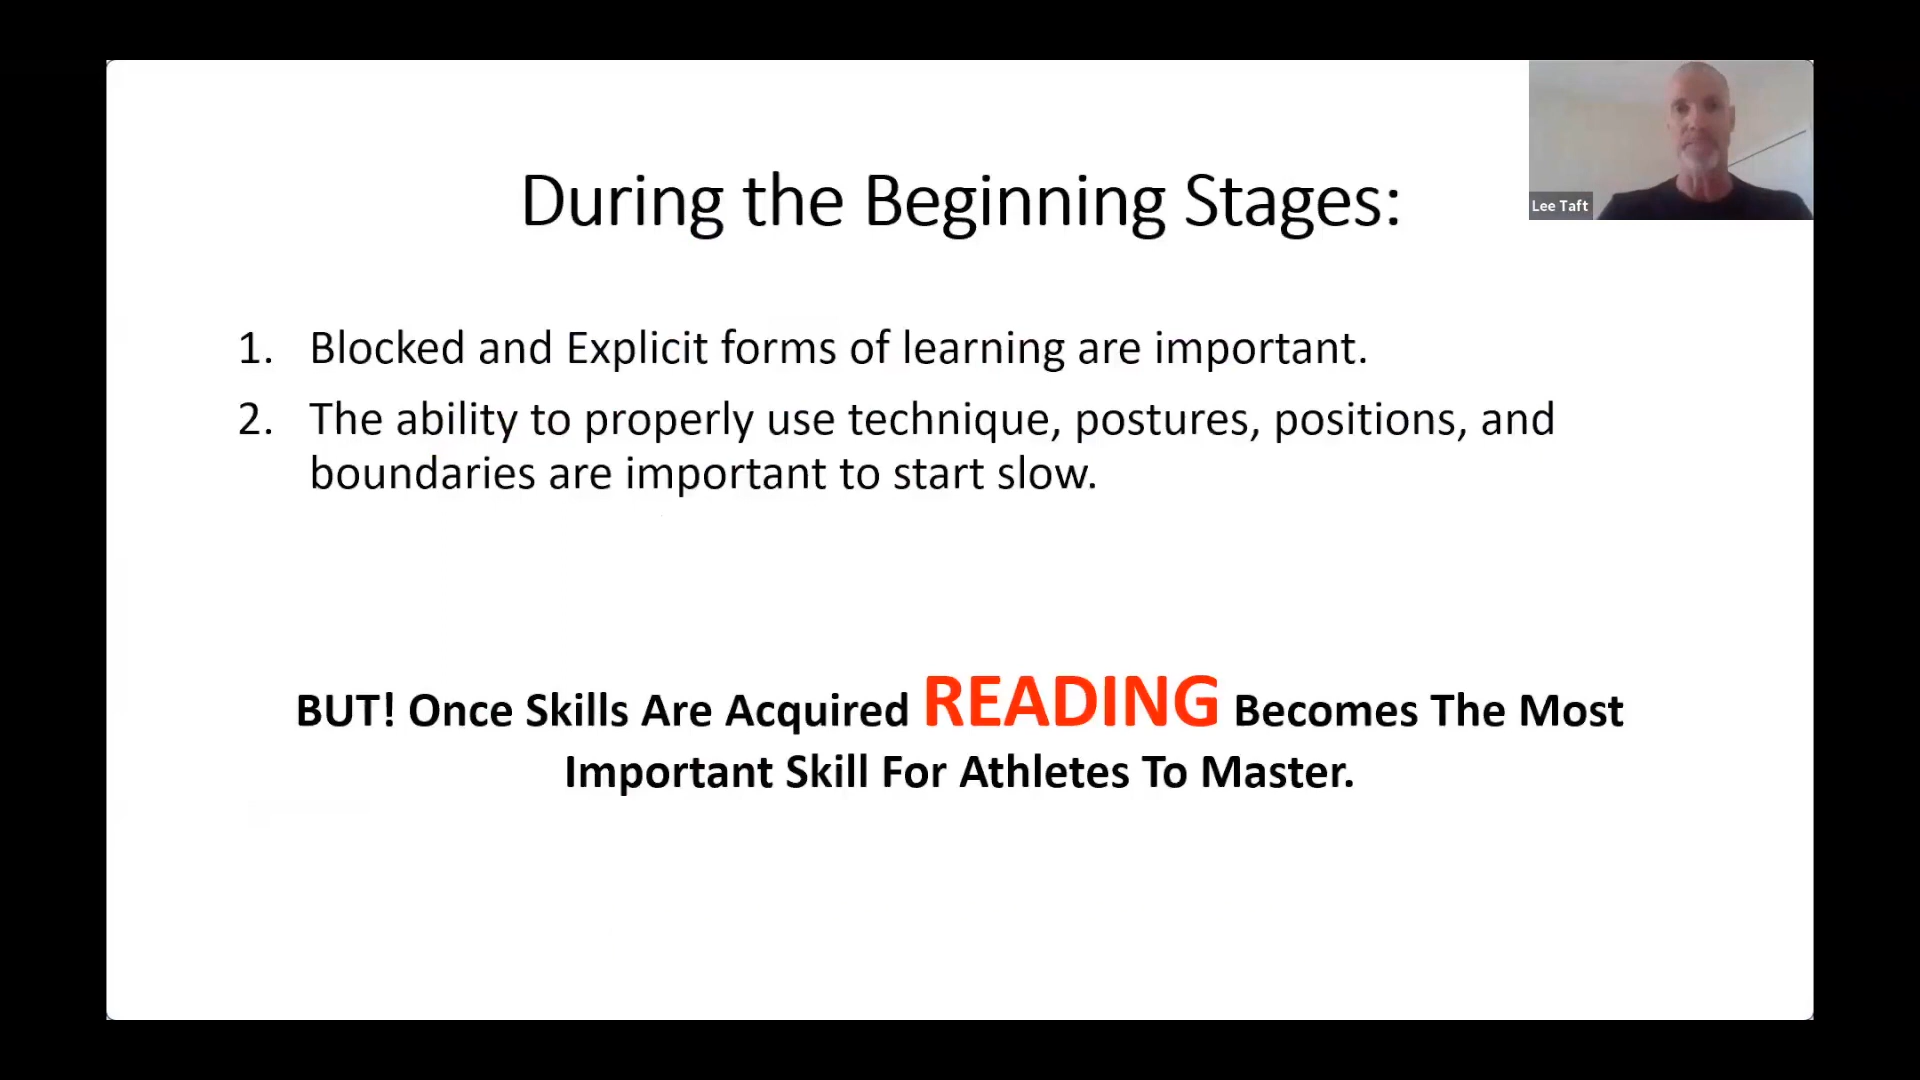 During the Beginning Stages:
Lee Taft
1. Blocked and Explicit forms of learning are important.
2. The ability to properly use technique, postures, positions, and
boundaries are important to start slow.
BUT! Once Skills Are Acquired READING Becomes The Most
Important Skill For Athletes To Master.